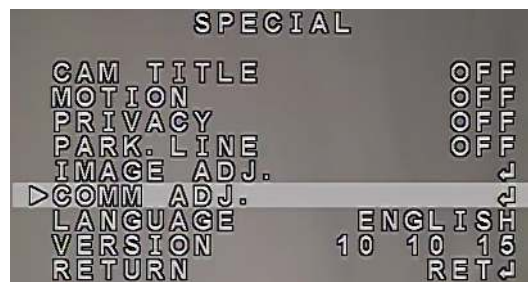 SPECIAL
CAM TITLE OFF
MOTION OFF
PRIVACY OFF
PARK. LINE OFF
IMAGE ADJ. ↲
▷COMM ADJ. ↲
LANGUAGE ENGLISH
VERSION 10 10 15
RETURN RET↲